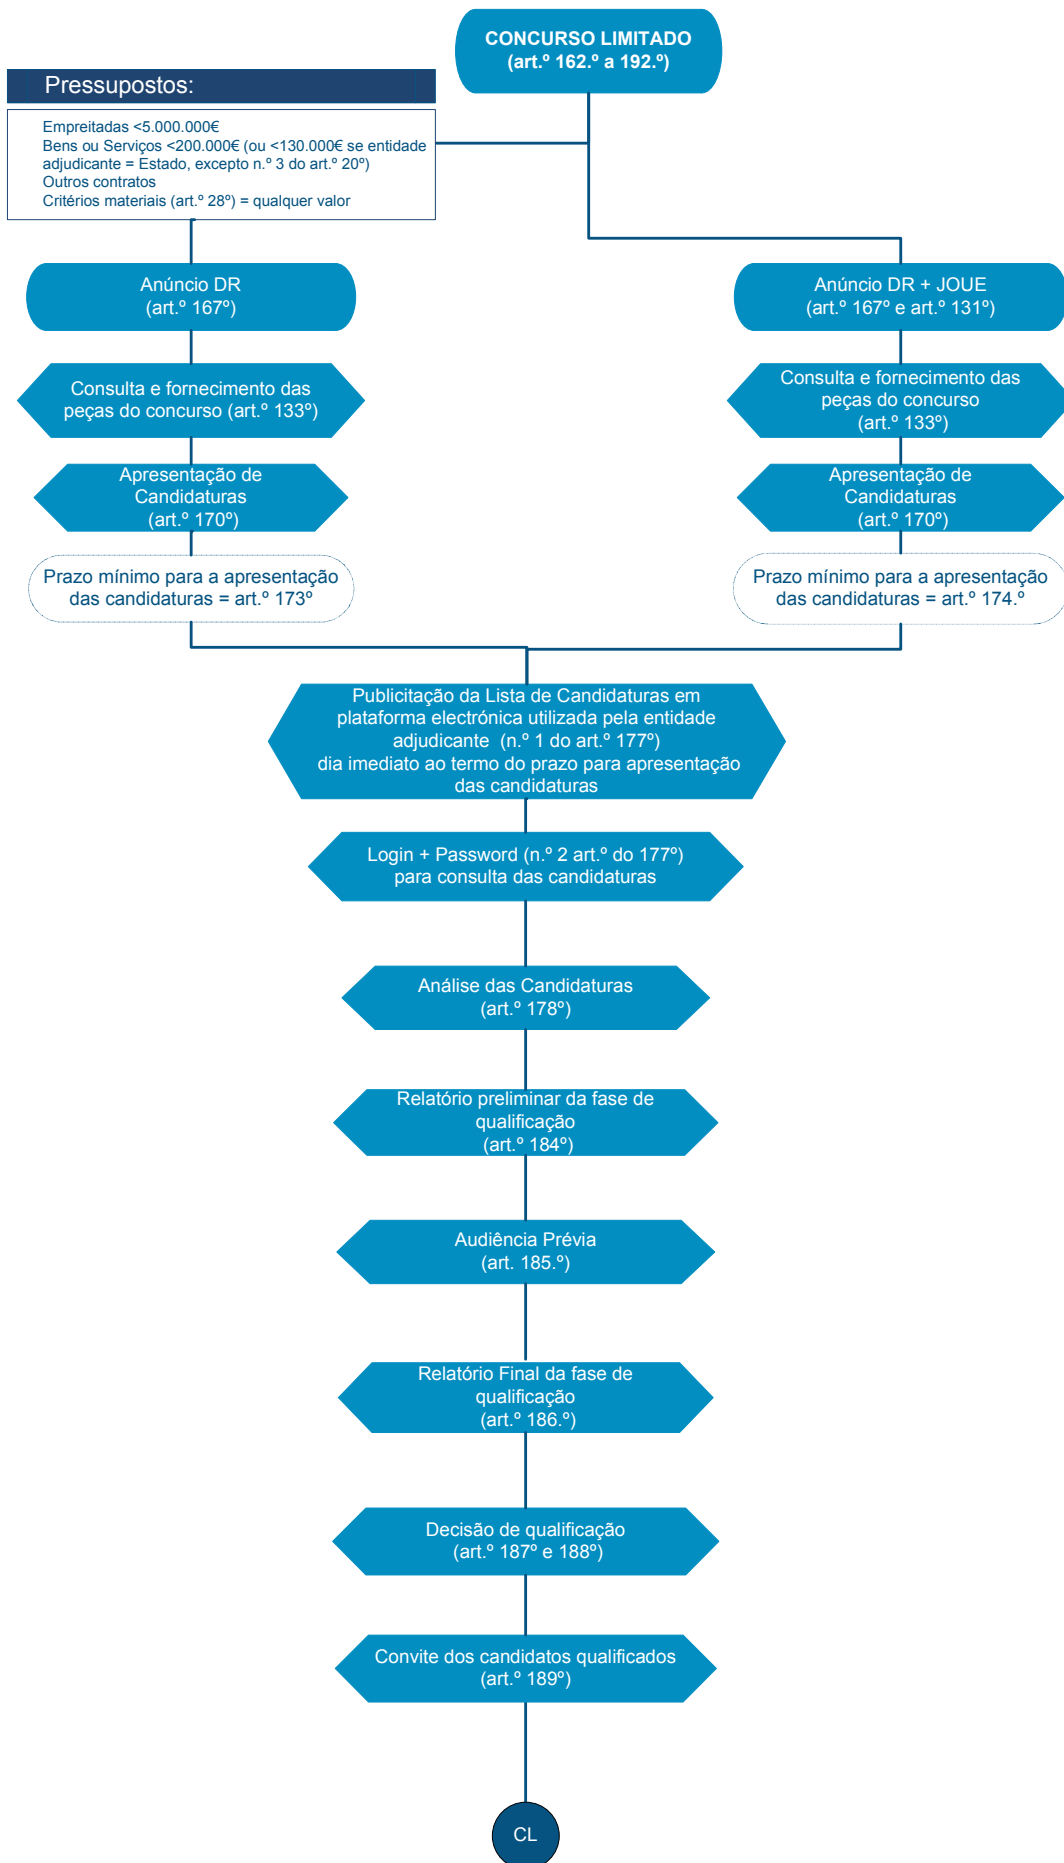 CONCURSO LIMITADO
(art.º 162.º a 192.º)
Pressupostos:
Empreitadas <5.000.000€
Bens ou Serviços <200.000€ (ou <130.000€ se entidade
adjudicante = Estado, excepto n.º 3 do art.º 20º)
Outros contratos
Critérios materiais (art.º 28º) = qualquer valor
Anúncio DR
(art.º 167º)
Consulta e fornecimento das
peças do concurso (art.º 133º)
Apresentação de
Candidaturas
(art.º 170º)
Prazo mínimo para a apresentação
das candidaturas = art.º 173º
Anúncio DR + JOUE
(art.º 167º e art.º 131º)
Consulta e fornecimento das
peças do concurso
(art.º 133º)
Apresentação de
Candidaturas
(art.º 170º)
Prazo mínimo para a apresentação
das candidaturas = art.º 174.º
Publicitação da Lista de Candidaturas em
plataforma electrónica utilizada pela entidade
adjudicante (n.º 1 do art.º 177º)
dia imediato ao termo do prazo para apresentação
das candidaturas
Login + Password (n.º 2 art.º do 177º)
para consulta das candidaturas
Análise das Candidaturas
(art.º 178º)
Relatório preliminar da fase de
qualificação
(art.º 184º)
Audiência Prévia
(art. 185.º)
Relatório Final da fase de
qualificação
(art.º 186.º)
Decisão de qualificação
(art.º 187º e 188º)
Convite dos candidatos qualificados
(art.º 189º)
CL